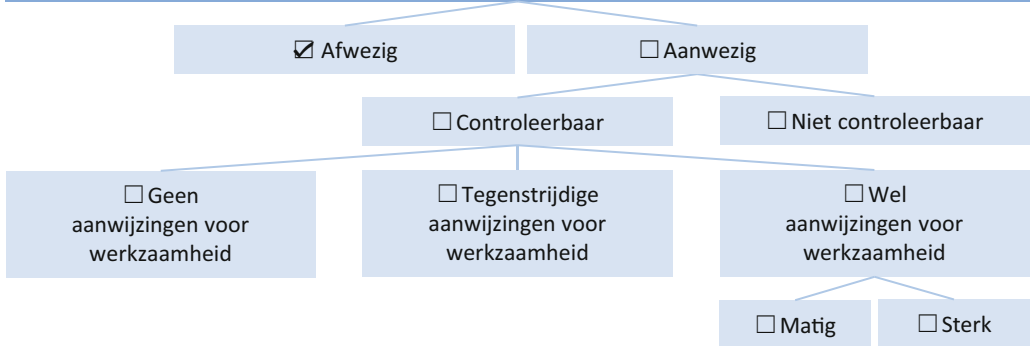 ☑ Afwezig
☐ Aanwezig
☐ Controleerbaar
☐ Niet controleerbaar
☐ Geen
aanwijzingen voor
werkzaamheid
☐ Tegenstrijdige
aanwijzingen voor
werkzaamheid
☐ Wel
aanwijzingen voor
werkzaamheid
☐ Matig
☐ Sterk